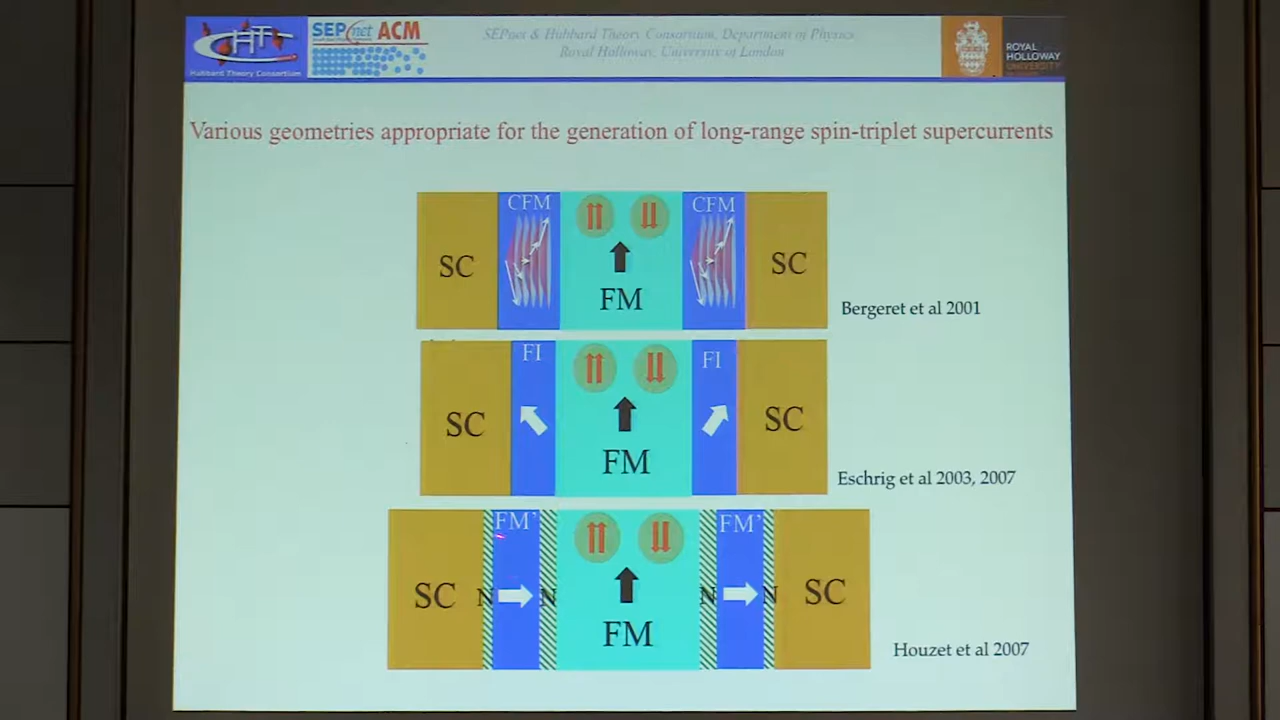 CHT
Hubbard Theory Consortium
SEPnet ACM
SEPnet & Hubbard Theory Consortium, Department of Physics
Royal Holloway, University of London
ROYAL
HOLLOWAY
UNIVERSITY
Various geometries appropriate for the generation of long-range spin-triplet supercurrents
CFM CFM
SC FM SC
Bergeret et al 2001
FI FI
SC FM SC
Eschrig et al 2003, 2007
FM' FM'
SC N N N N SC
FM
Houzet et al 2007